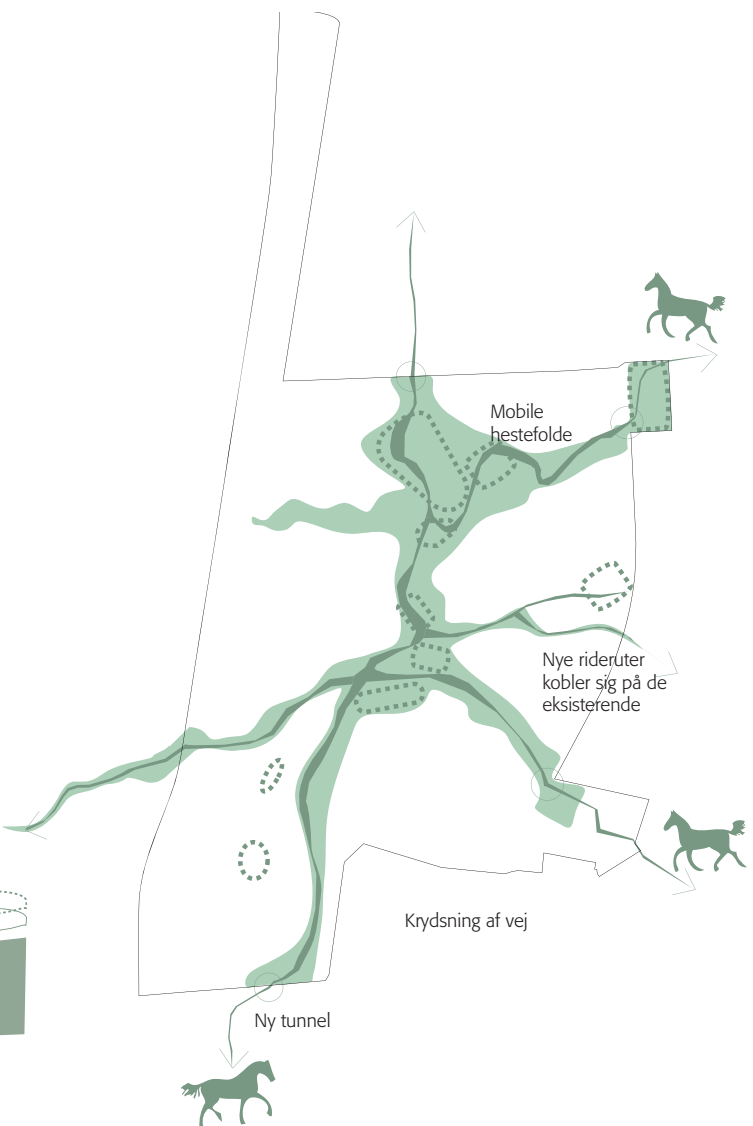 Mobile
hestefolde
Nye rideruter
kobler sig på de
eksisterende
Krydsning af vej
Ny tunnel